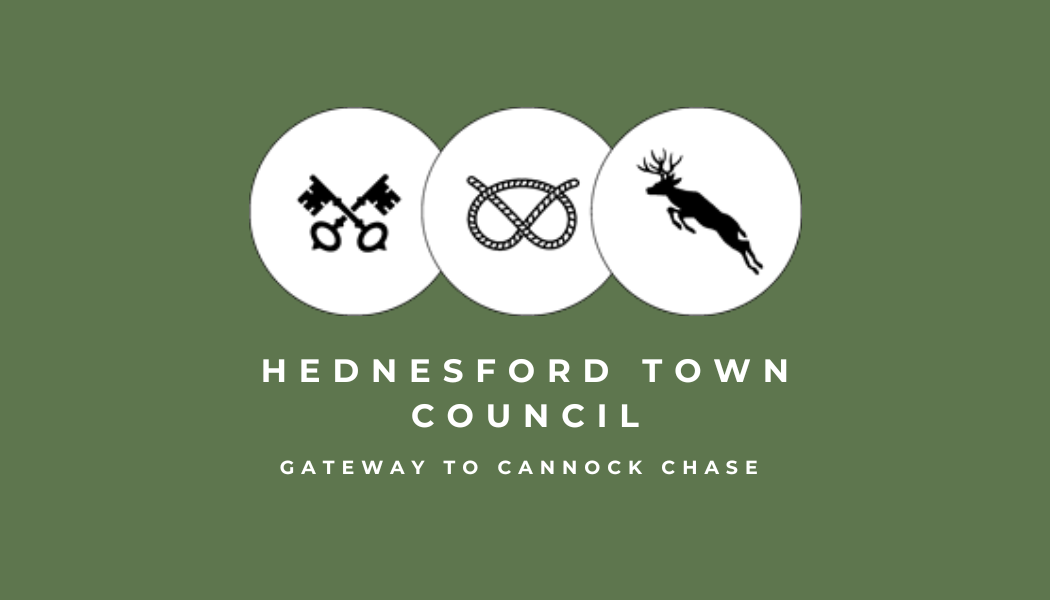 HEDNESFORD TOWN
COUNCIL
GATEWAY TO CANNOCK CHASE